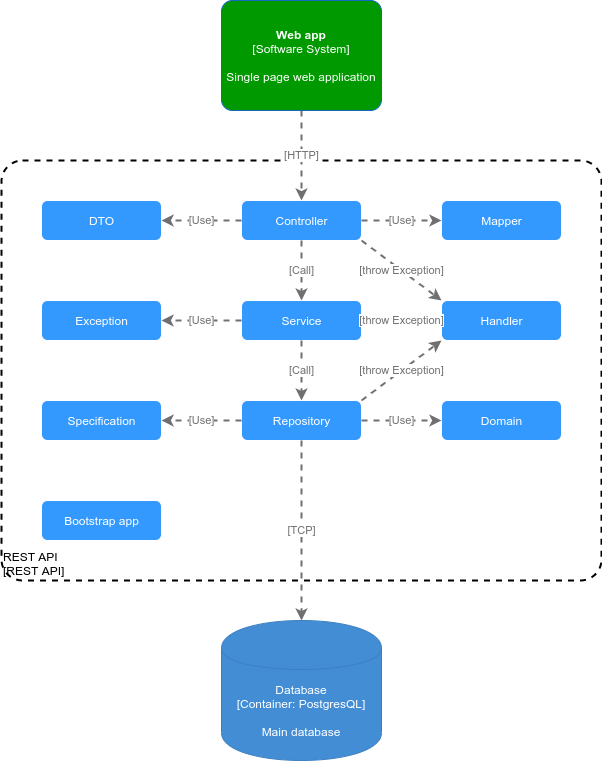 Web app
[Software System]
Single page web application
[HTTP]
DTO
[Use]
Controller
[Use]
Mapper
[Call]
[throw Exception]
Exception
[Use]
Service
[throw Exception]
Handler
[Call]
[throw Exception]
Specification
[Use]
Repository
[Use]
Domain
Bootstrap app
[TCP]
REST API
[REST API]
Database
[Container: PostgresQL]
Main database